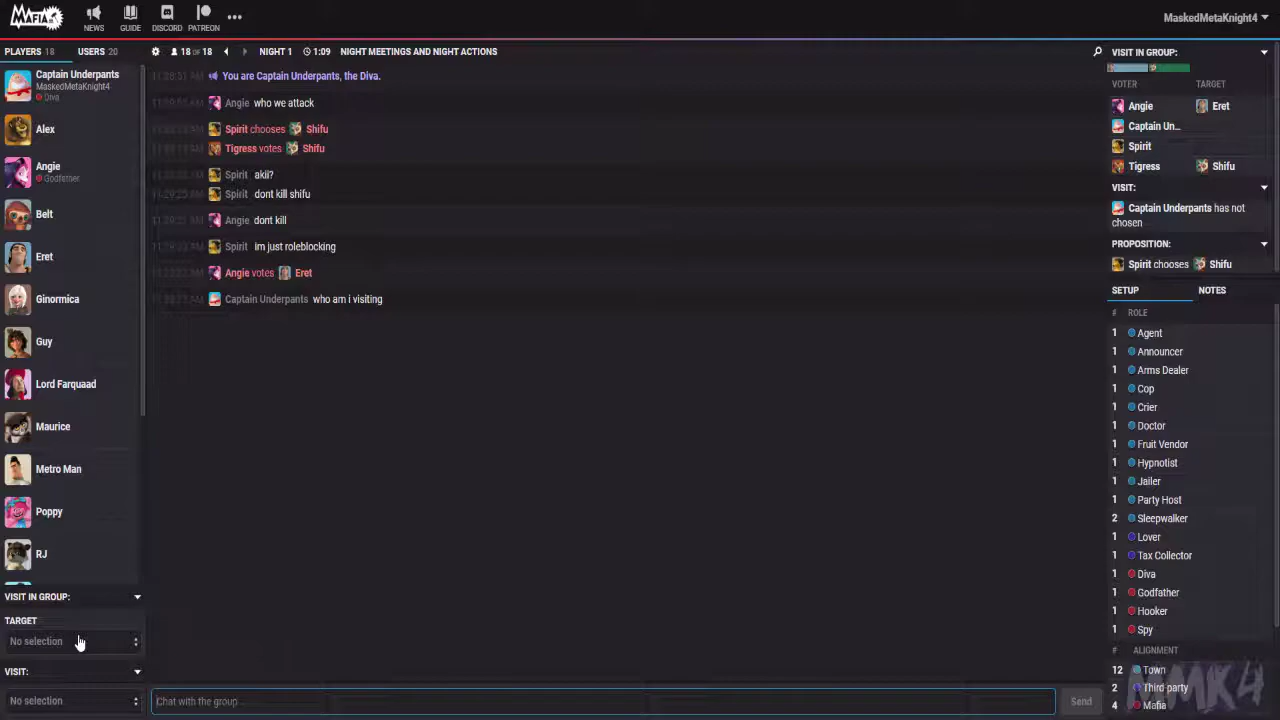 MAFIA
NEWS
GUIDE
DISCORD
PATREON
MaskedMetaKnight4
PLAYERS 18
USERS 20
18 OF 18
NIGHT 1
1:09
NIGHT MEETINGS AND NIGHT ACTIONS
Captain Underpants
MaskedMetaKnight4
Diva
Alex
Angie
Godfather
Belt
Eret
Ginormica
Guy
Lord Farquaad
Maurice
Metro Man
Poppy
RJ
VISIT IN GROUP:
TARGET
No selection
VISIT:
No selection
You are Captain Underpants, the Diva.
Angie who we attack
Spirit chooses Shifu
Tigress votes Shifu
Spirit akii?
Spirit dont kill shifu
Angie dont kill
Spirit im just roleblocking
Angie votes Eret
Captain Underpants who am i visiting
Chat with the group
Send
VISIT IN GROUP:
VOTER TARGET
Angie Eret
Captain Un...
Spirit
Tigress Shifu
VISIT:
Captain Underpants has not
chosen
PROPOSITION:
Spirit chooses Shifu
SETUP NOTES
# ROLE
1 Agent
1 Announcer
1 Arms Dealer
1 Cop
1 Crier
1 Doctor
1 Fruit Vendor
1 Hypnotist
1 Jailer
1 Party Host
2 Sleepwalker
1 Lover
1 Tax Collector
1 Diva
1 Godfather
1 Hooker
1 Spy
# ALIGNMENT
12 Town
2 Third party
4 Mafia
MMK4